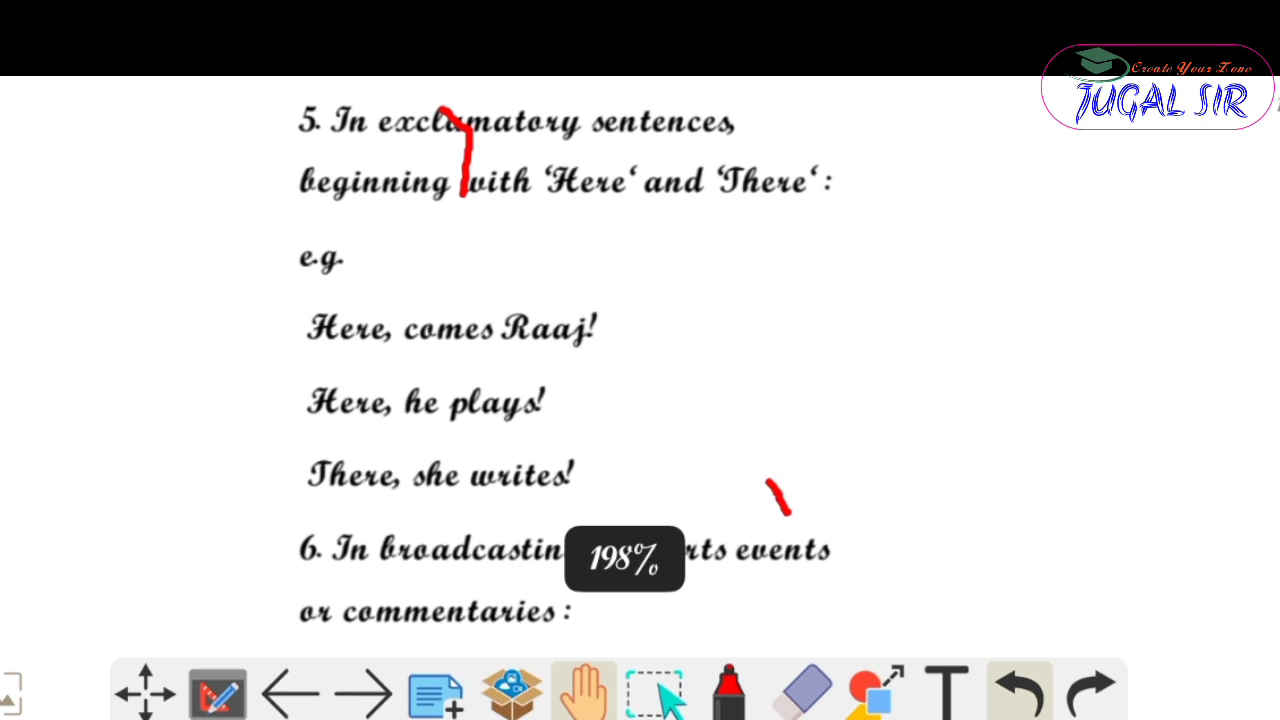 Create Your Zone
JUGAL SIR
5. In exclamatory sentences,
beginning with ‘Here‘ and ‘There‘ :
e.g.
Here, comes Raaj!
Here, he plays!
There, she writes!
6. In broadcastin rts events
198%
or commentaries :
T